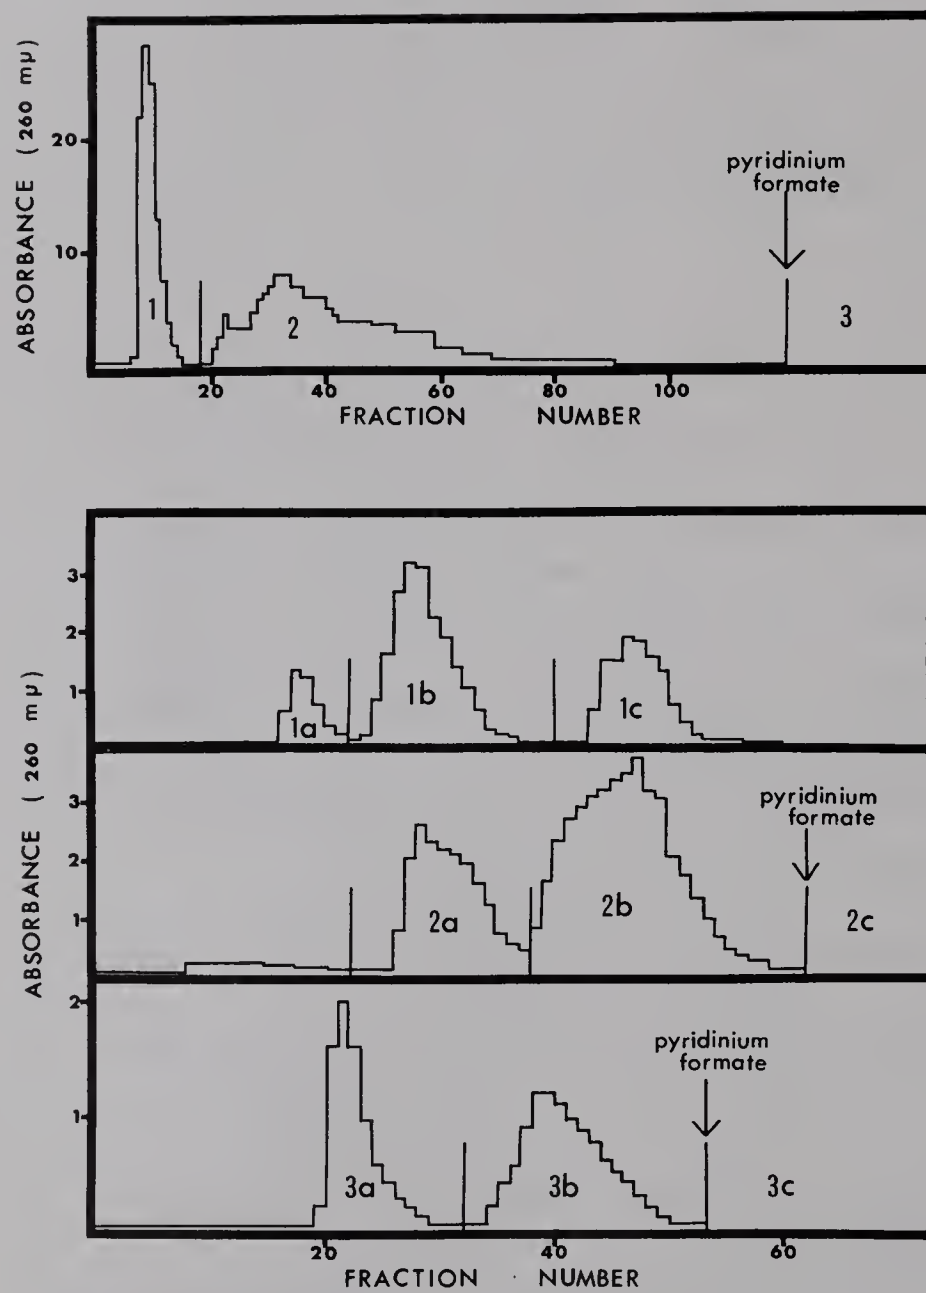 ABSORBANCE (260 mµ)
20
10
1
2
pyridinium
formate
3
20 40 60 80 100
FRACTION NUMBER
ABSORBANCE (260 mµ)
3
2
1
1a
1b
1c
3
2
1
2a
2b
pyridinium
formate
2c
2
1
3a
3b
pyridinium
formate
3c
20 40 60
FRACTION NUMBER